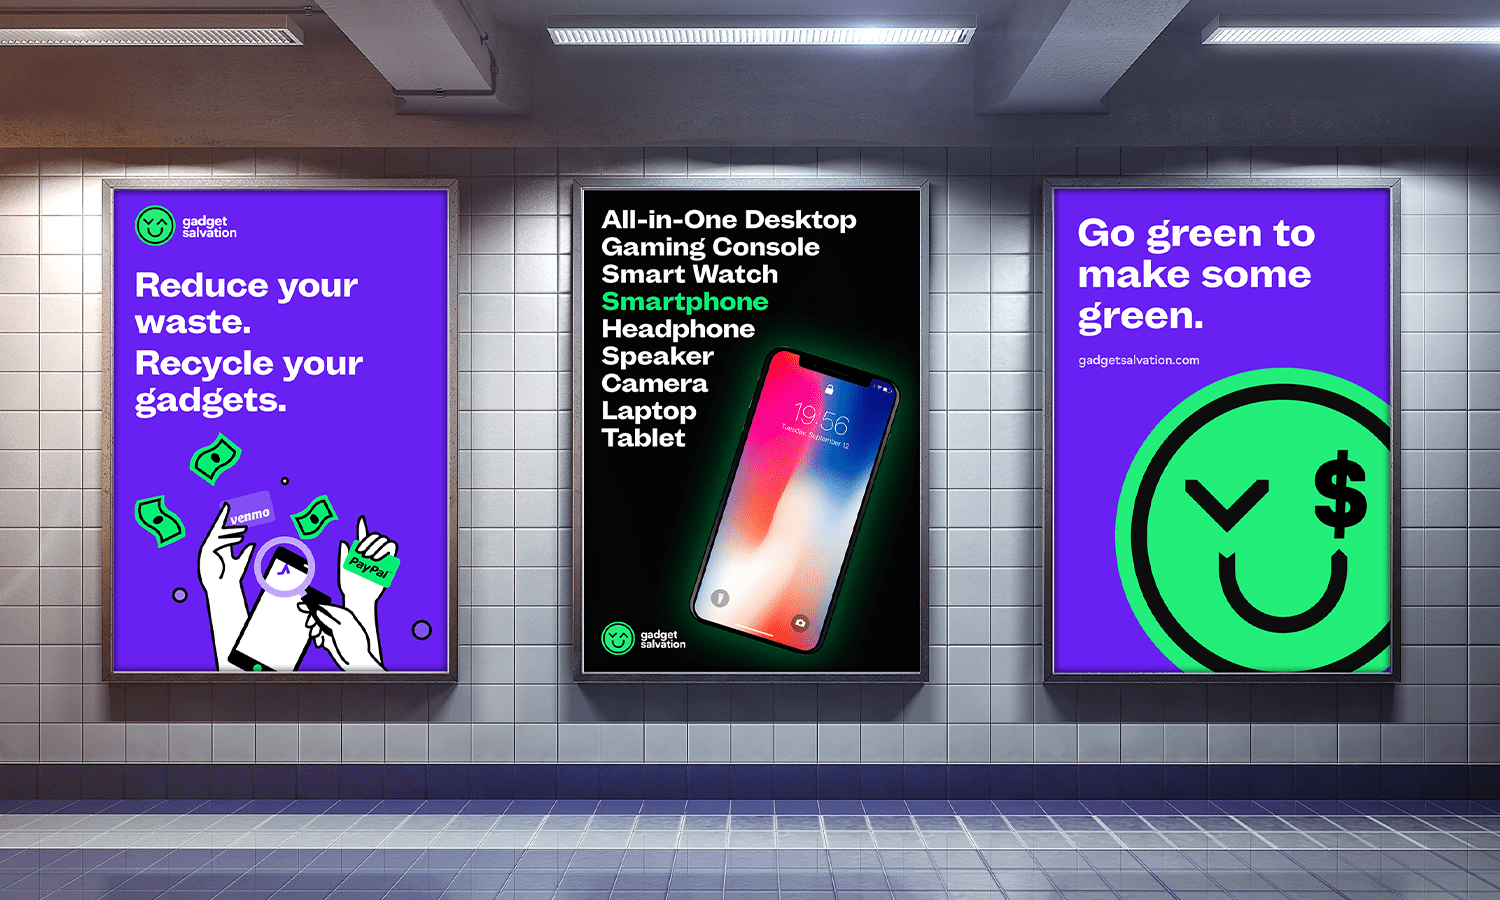 gadget
salvation
Reduce your
waste.
Recycle your
gadgets.
venmo
PayPal
All-in-One Desktop
Gaming Console
Smart Watch
Smartphone
Headphone
Speaker
Camera
Laptop
Tablet
19:56
Tuesday, September 12
gadget
salvation
Go green to
make some
green.
gadgetsalvation.com
$